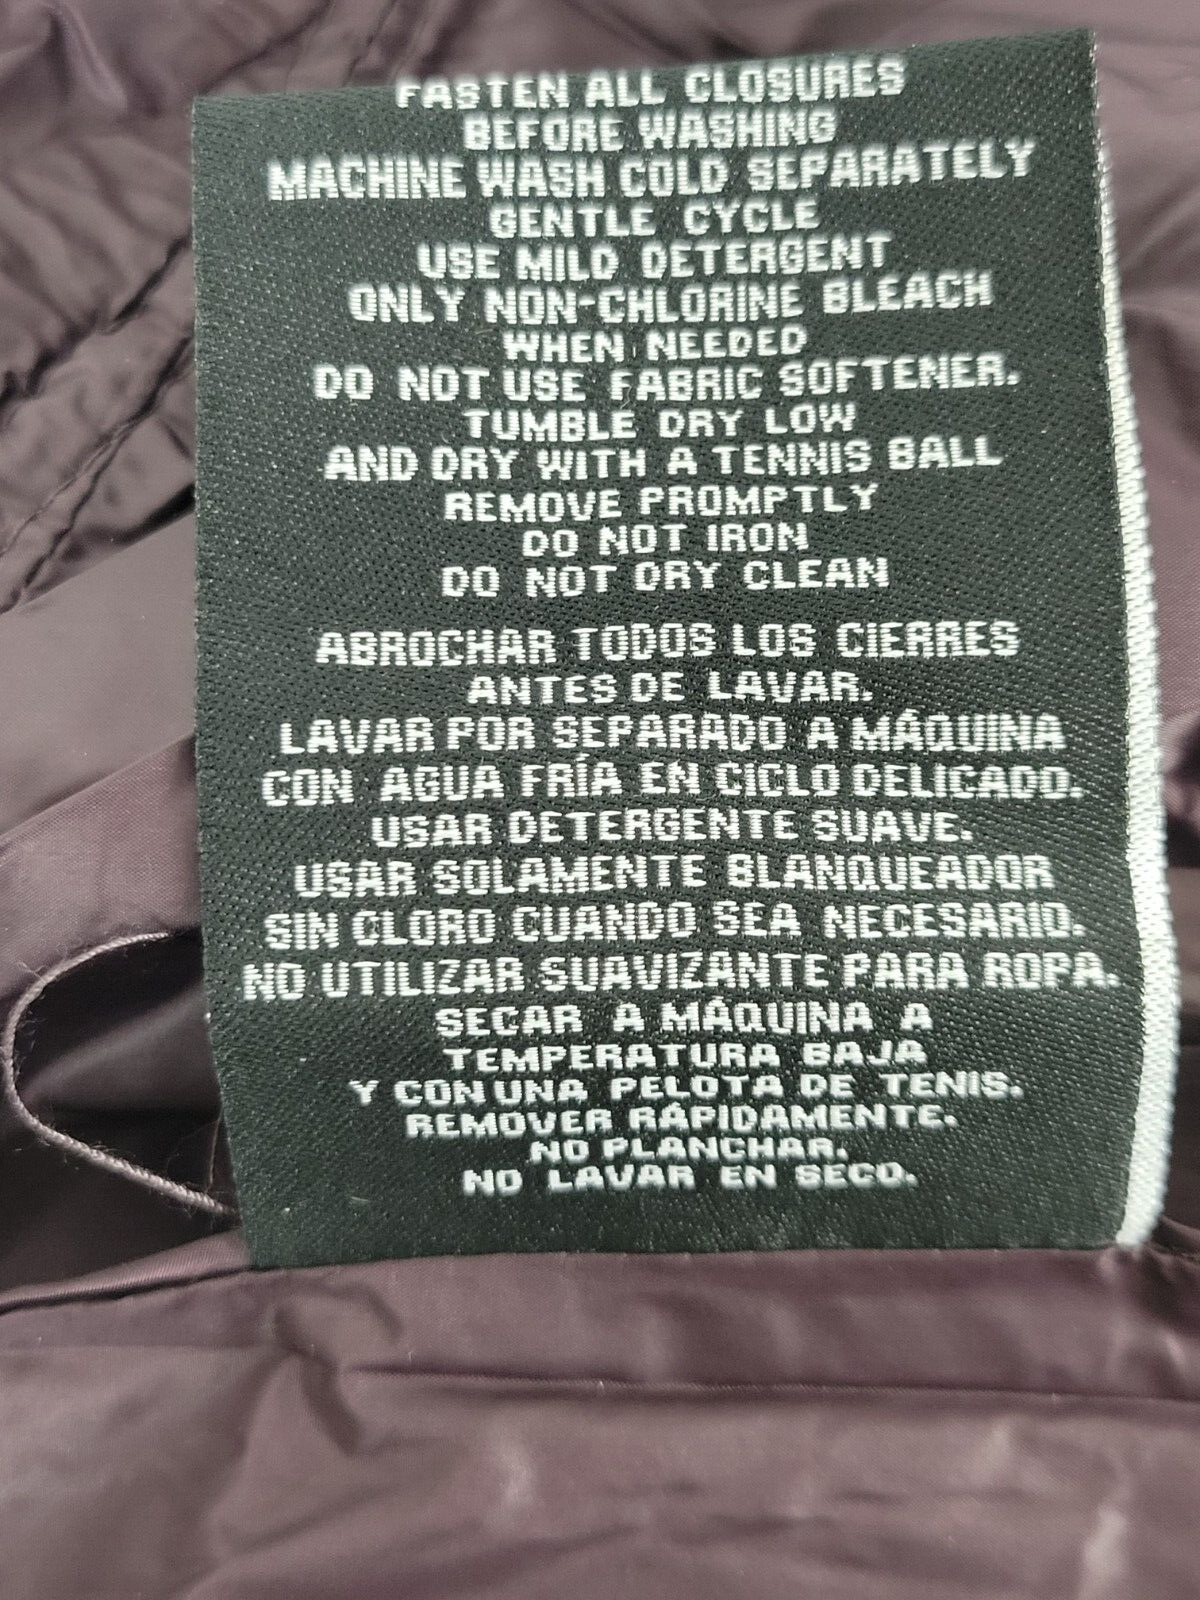 FASTEN ALL CLOSURES
BEFORE WASHING
MACHINE WASH COLD SEPARATELY
GENTLE CYCLE
USE MILD DETERGENT
ONLY NON-CHLORINE BLEACH
WHEN NEEDED
DO NOT USE FABRIC SOFTENER.
TUMBLE DRY LOW
AND DRY WITH A TENNIS BALL
REMOVE PROMPTLY
DO NOT IRON
DO NOT DRY CLEAN
ABROCHAR TODOS LOS CIERRES
ANTES DE LAVAR.
LAVAR POR SEPARADO A MÁQUINA
CON AGUA FRÍA EN CICLO DELICADO.
USAR DETERGENTE SUAVE.
USAR SOLAMENTE BLANQUEADOR
SIN CLORO CUANDO SEA NECESARIO.
NO UTILIZAR SUAVIZANTE PARA ROPA.
SECAR A MÁQUINA A
TEMPERATURA BAJA
Y CON UNA PELOTA DE TENIS.
REMOVER RÁPIDAMENTE.
NO PLANCHAR.
NO LAVAR EN SECO.